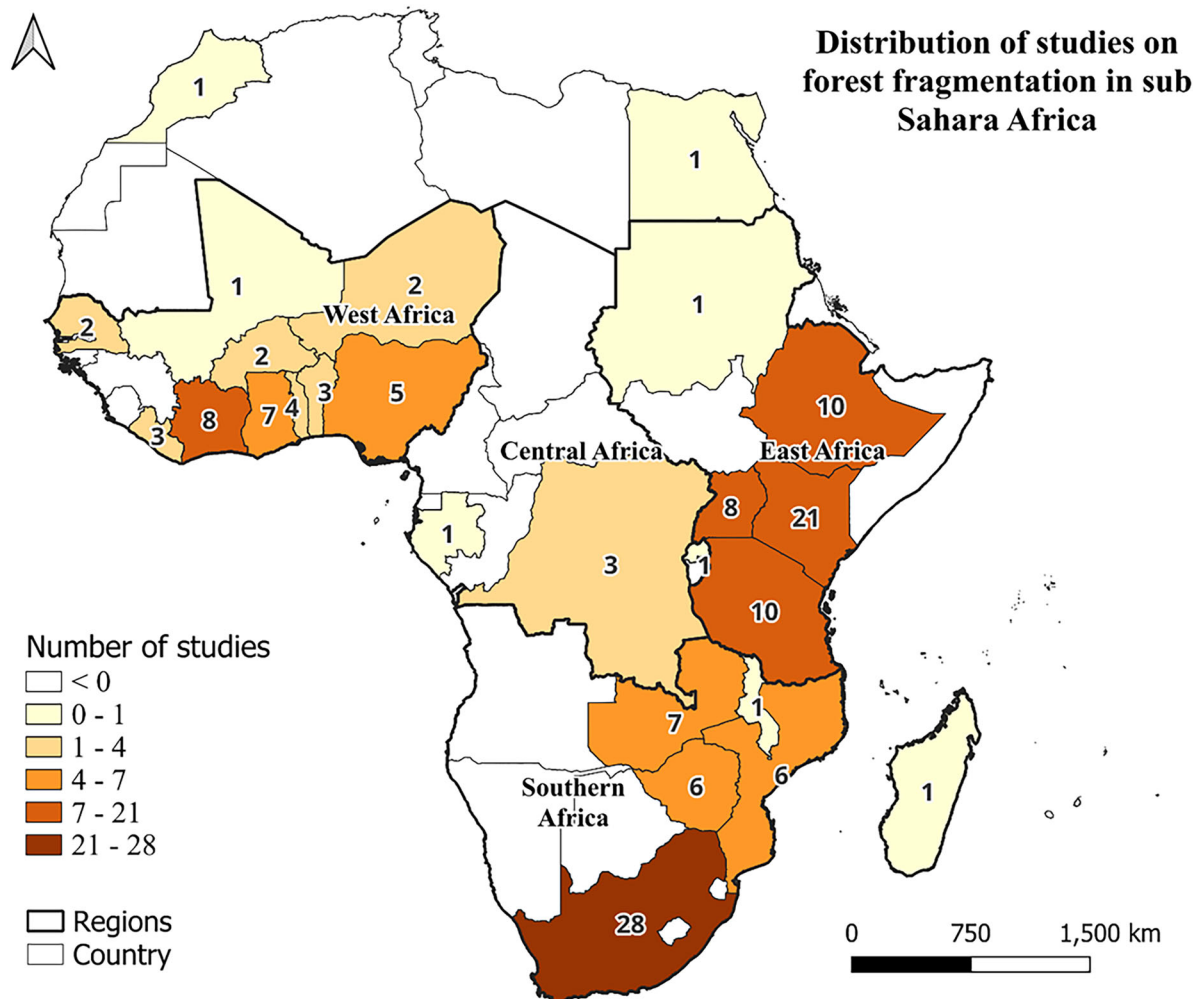 Distribution of studies on
forest fragmentation in sub
Sahara Africa
1
1
1
2
1
2
West Africa
2
3
5
4
7
8
3
10
Central Africa
East Africa
8
21
1
3
1
10
1
7
6
6
1
Southern
Africa
28
Number of studies
< 0
0 - 1
1 - 4
4 - 7
7 - 21
21 - 28
Regions
Country
0 750 1,500 km